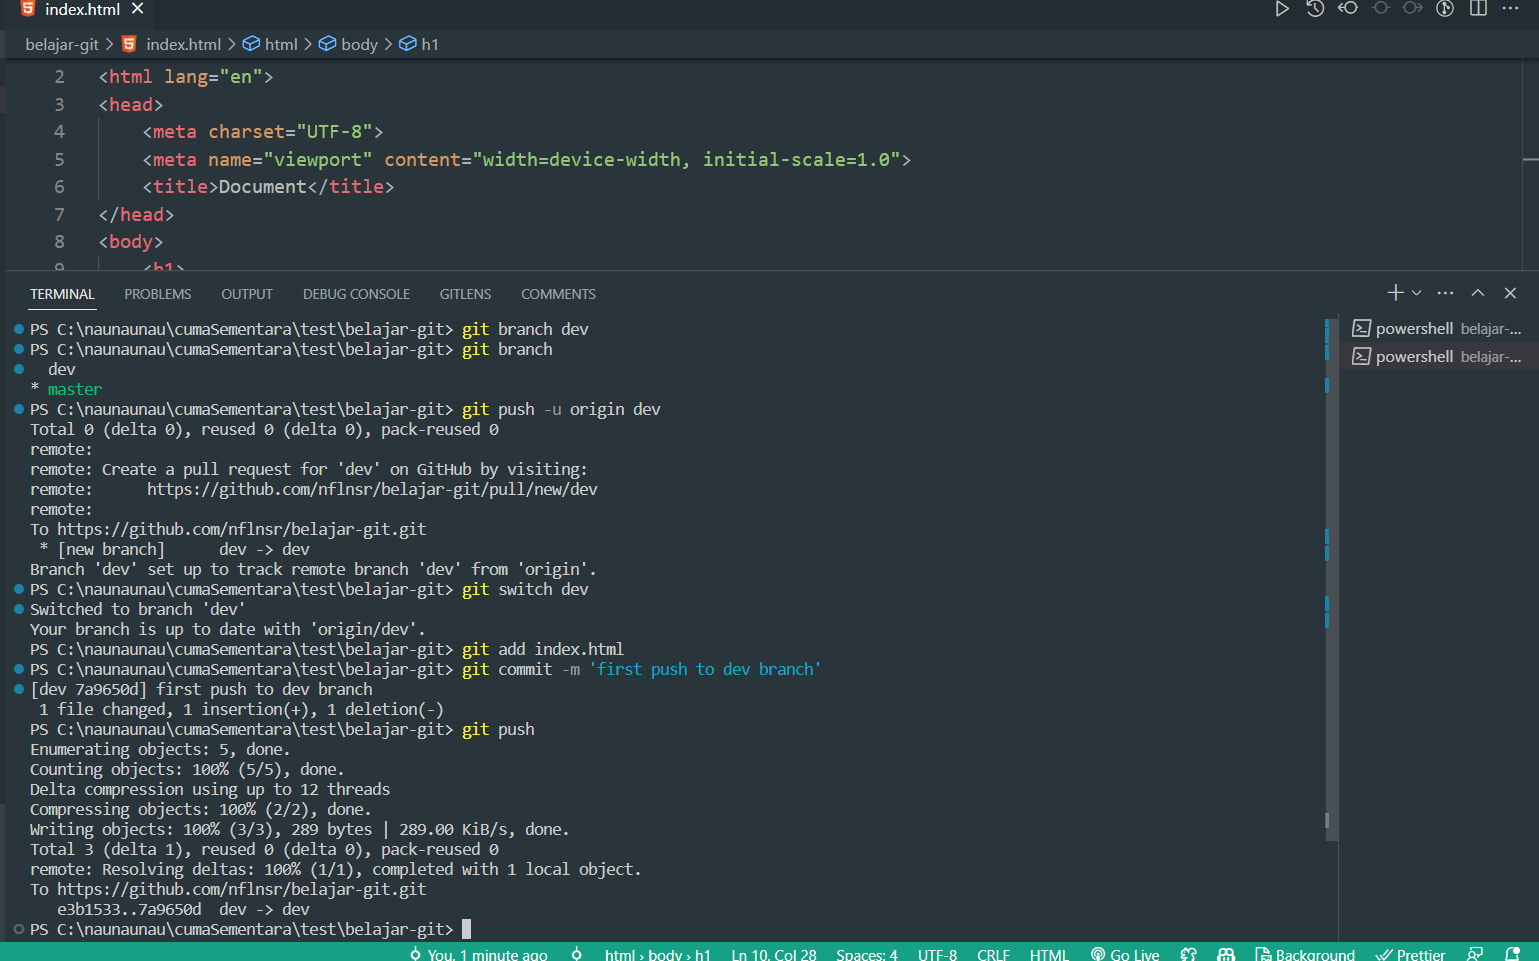 index.html
belajar-git > index.html > html > body > h1
2 <html lang="en">
3 <head>
4 <meta charset="UTF-8">
5 <meta name="viewport" content="width=device-width, initial-scale=1.0">
6 <title>Document</title>
7 </head>
8 <body>
9 <h1>
TERMINAL PROBLEMS OUTPUT DEBUG CONSOLE GITLENS COMMENTS
PS C:\naunaunau\cumaSementara\test\belajar-git> git branch dev
PS C:\naunaunau\cumaSementara\test\belajar-git> git branch
dev
* master
PS C:\naunaunau\cumaSementara\test\belajar-git> git push -u origin dev
Total 0 (delta 0), reused 0 (delta 0), pack-reused 0
remote:
remote: Create a pull request for 'dev' on GitHub by visiting:
remote:      https://github.com/nflnsr/belajar-git/pull/new/dev
remote:
To https://github.com/nflnsr/belajar-git.git
* [new branch]      dev -> dev
Branch 'dev' set up to track remote branch 'dev' from 'origin'.
PS C:\naunaunau\cumaSementara\test\belajar-git> git switch dev
Switched to branch 'dev'
Your branch is up to date with 'origin/dev'.
PS C:\naunaunau\cumaSementara\test\belajar-git> git add index.html
PS C:\naunaunau\cumaSementara\test\belajar-git> git commit -m 'first push to dev branch'
[dev 7a9650d] first push to dev branch
1 file changed, 1 insertion(+), 1 deletion(-)
PS C:\naunaunau\cumaSementara\test\belajar-git> git push
Enumerating objects: 5, done.
Counting objects: 100% (5/5), done.
Delta compression using up to 12 threads
Compressing objects: 100% (2/2), done.
Writing objects: 100% (3/3), 289 bytes | 289.00 KiB/s, done.
Total 3 (delta 1), reused 0 (delta 0), pack-reused 0
remote: Resolving deltas: 100% (1/1), completed with 1 local object.
To https://github.com/nflnsr/belajar-git.git
e3b1533..7a9650d  dev -> dev
PS C:\naunaunau\cumaSementara\test\belajar-git>
powershell belajar-...
powershell belajar-...
You, 1 minute ago html › body › h1 Ln 10, Col 28 Spaces: 4 UTF-8 CRLF HTML Go Live Background Prettier